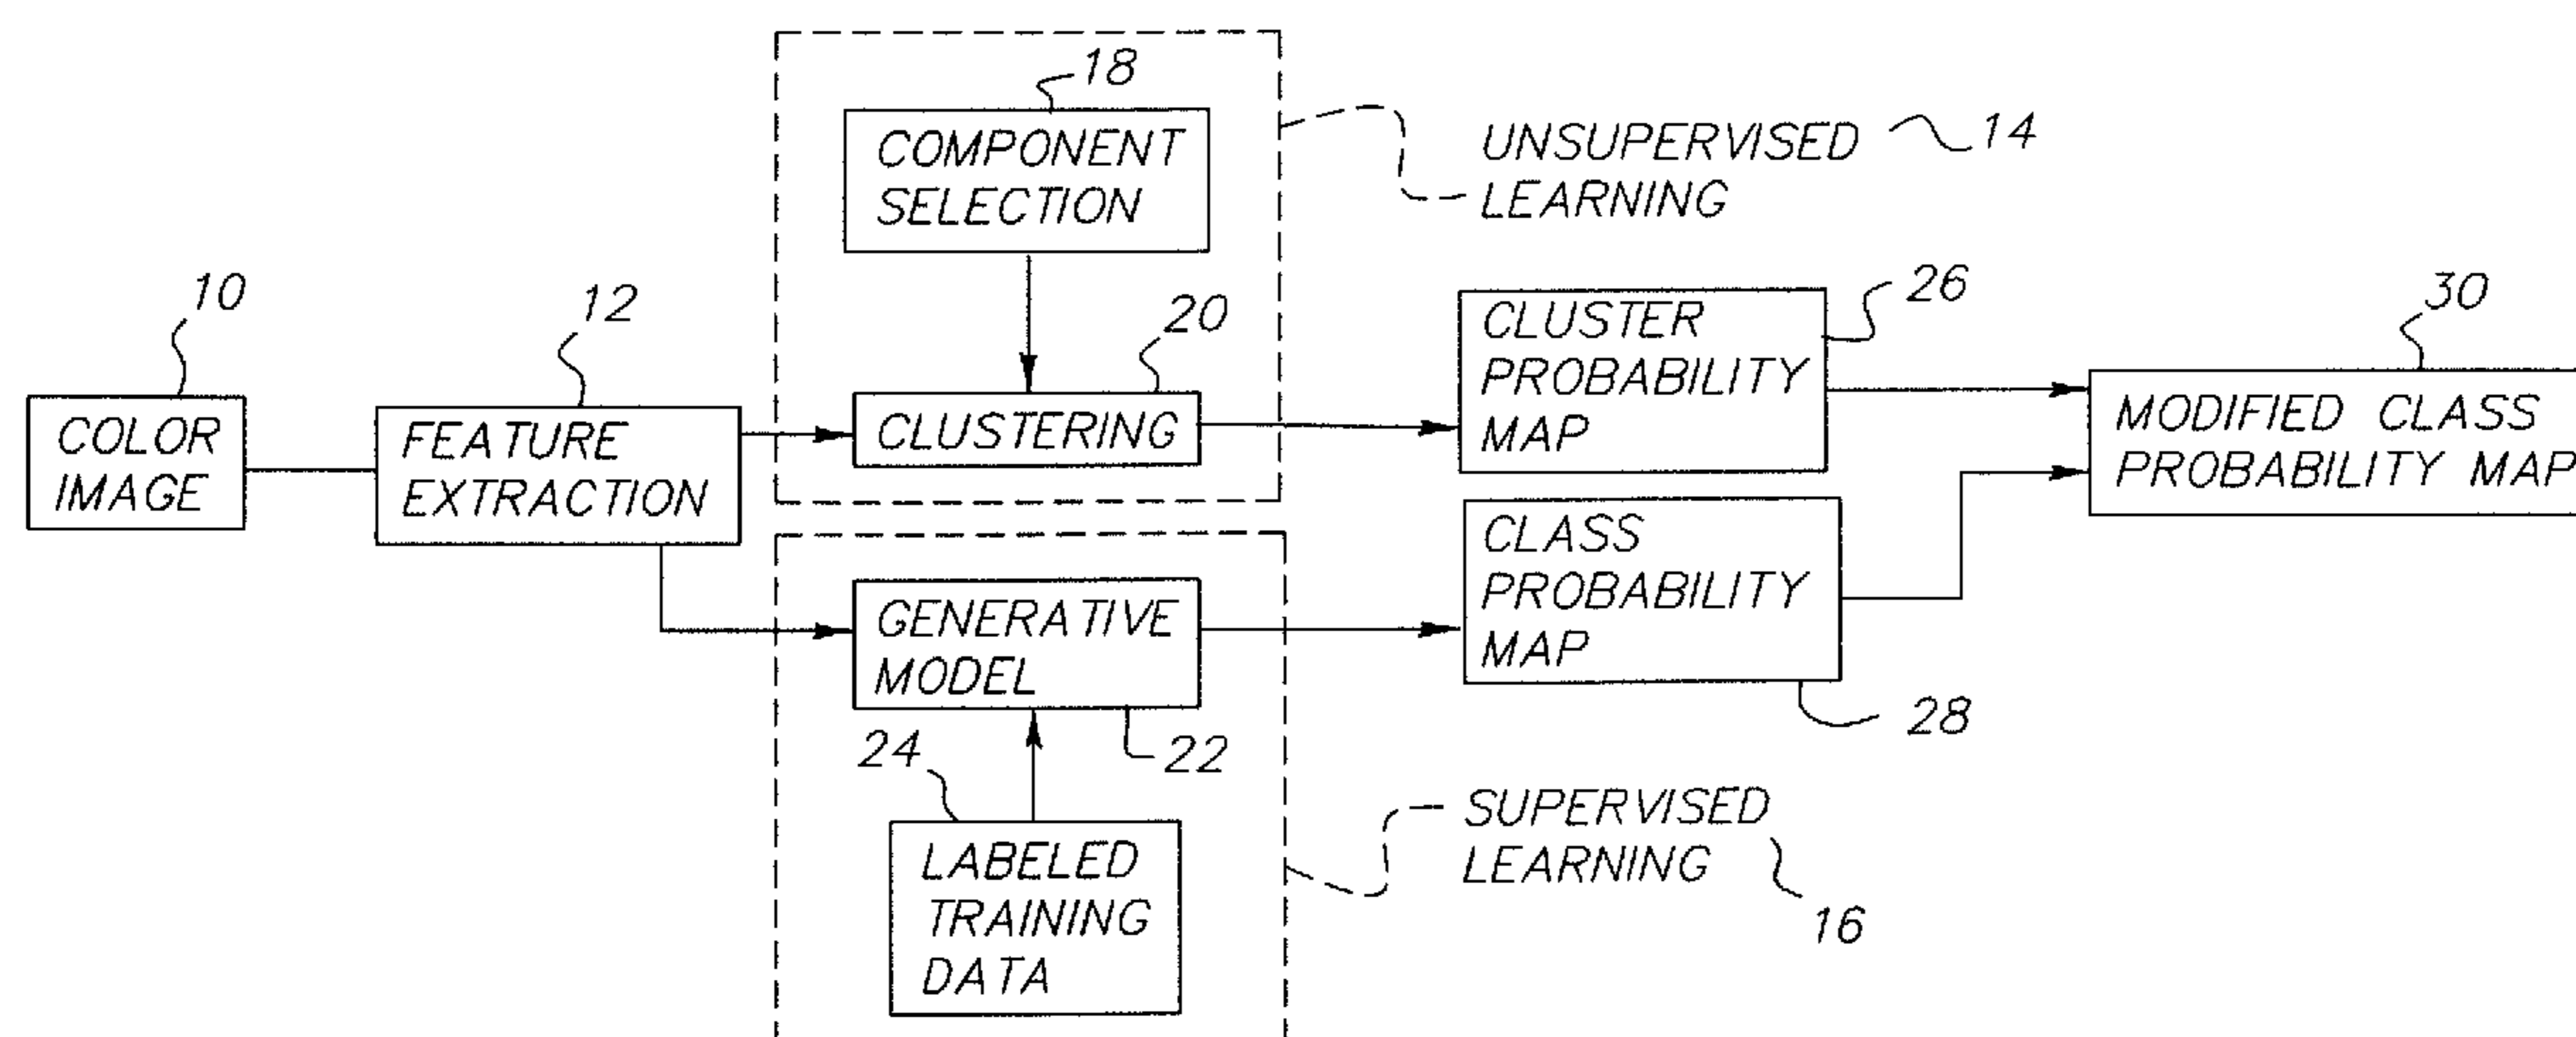 18
COMPONENT
SELECTION
UNSUPERVISED
LEARNING
14
10
COLOR
IMAGE
12
FEATURE
EXTRACTION
20
CLUSTERING
CLUSTER
PROBABILITY
MAP
26
30
MODIFIED CLASS
PROBABILITY MAP
GENERATIVE
MODEL
22
CLASS
PROBABILITY
MAP
28
24
LABELED
TRAINING
DATA
SUPERVISED
LEARNING
16